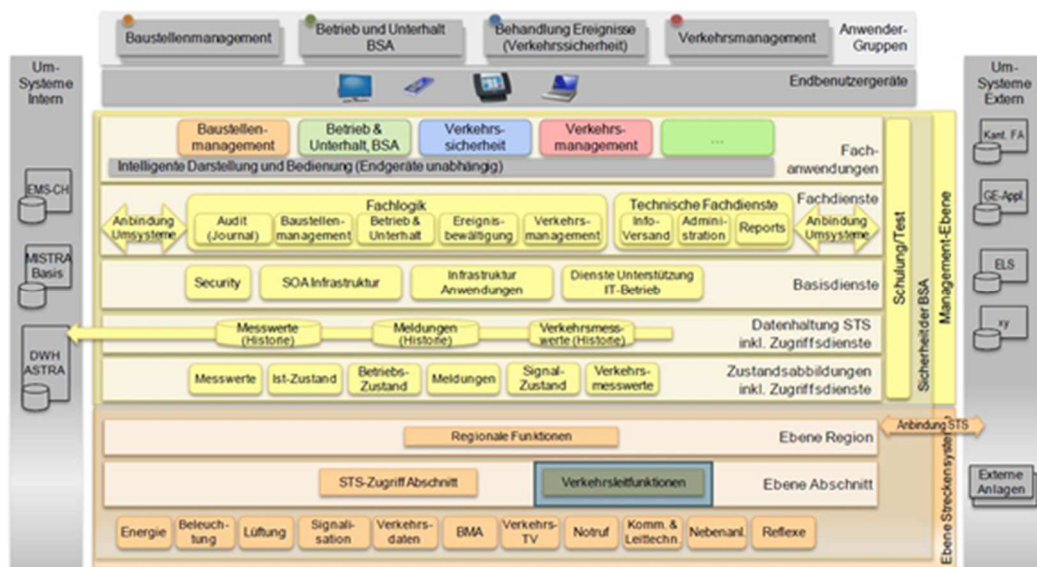 Baustellenmanagement
Betrieb und Unterhalt
BSA
Behandlung Ereignisse
(Verkehrssicherheit)
Verkehrsmanagement
Anwender-
Gruppen
Um-
Systeme
Intern
Endbenutzergeräte
Um-
Systeme
Extern
Baustellen-
management
Betrieb &
Unterhalt, BSA
Verkehrs-
sicherheit
Verkehrs-
management
...
Fach-
anwendungen
Intelligente Darstellung und Bedienung (Endgeräte unabhängig)
Kant. FA
EMS-CH
Fachlogik
Technische Fachdienste
Fachdienste
Anbindung
Umsysteme
Audit
(Journal)
Baustellen-
management
Betrieb &
Unterhalt
Ereignis-
bewältigung
Verkehrs-
management
Info-
Versand
Admini-
stration
Reports
Anbindung
Umsysteme
GE-Appl.
MISTRA
Basis
Security
SOA Infrastruktur
Infrastruktur
Anwendungen
Dienste Unterstützung
IT-Betrieb
Basisdienste
ELS
Schulung/Test
Sicherheit der BSA
Management-Ebene
Messwerte
(Historie)
Meldungen
(Historie)
Verkehrsmess-
werte (Historie)
Datenhaltung STS
inkl. Zugriffsdienste
xy
DWH
ASTRA
Messwerte
Ist-Zustand
Betriebs-
Zustand
Meldungen
Signal-
Zustand
Verkehrs-
messwerte
Zustandsabbildungen
inkl. Zugriffsdienste
Anbindung STS
Regionale Funktionen
Ebene Region
STS-Zugriff Abschnitt
Verkehrsleitfunktionen
Ebene Abschnitt
Externe
Anlagen
Energie
Beleuch-
tung
Lüftung
Signali-
sation
Verkehrs-
daten
BMA
Verkehrs-
TV
Notruf
Komm. &
Leittechn.
Nebenanl.
Reflexe